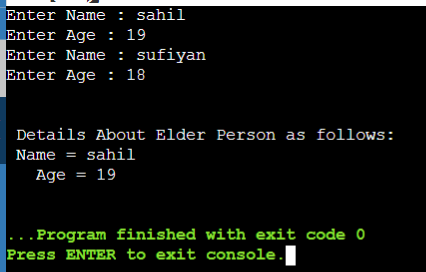 Enter Name : sahil
Enter Age : 19
Enter Name : sufiyan
Enter Age : 18
Details About Elder Person as follows:
Name = sahil
Age = 19
...Program finished with exit code 0
Press ENTER to exit console.